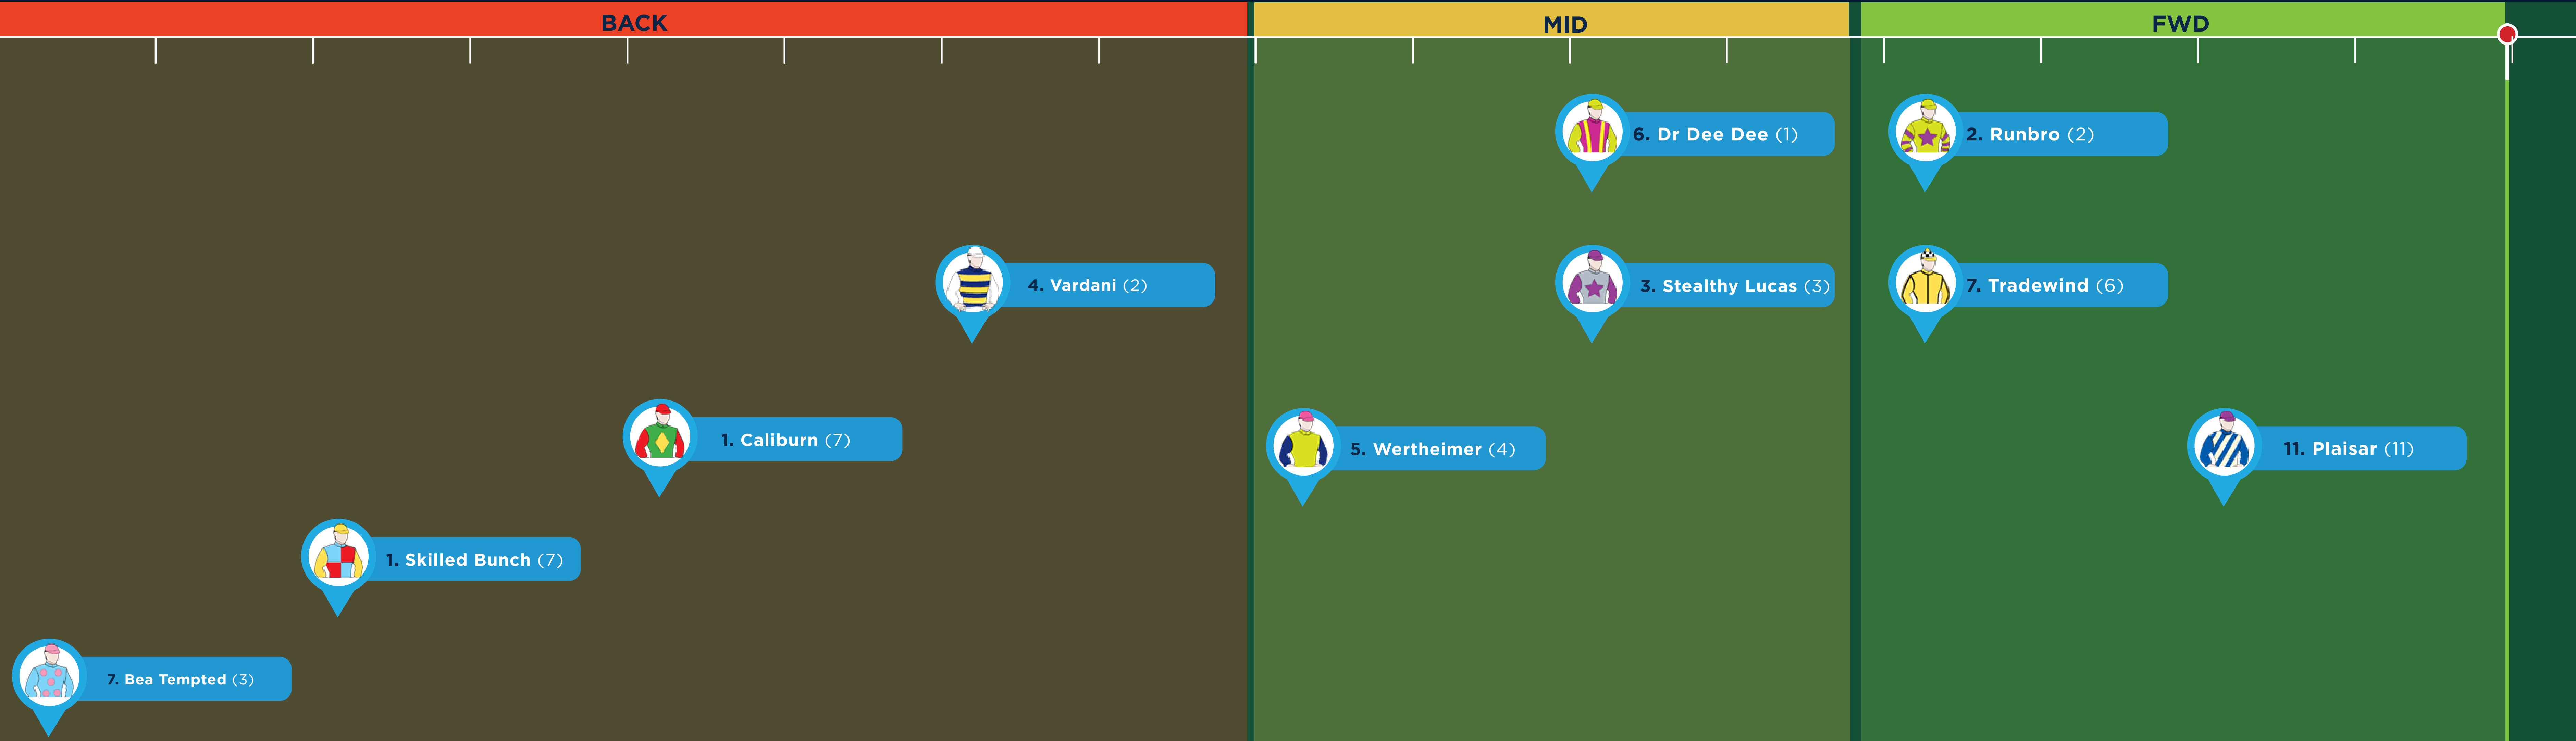 BACK
MID
FWD
6. Dr Dee Dee (1)
2. Runbro (2)
4. Vardani (2)
3. Stealthy Lucas (3)
7. Tradewind (6)
1. Caliburn (7)
5. Wertheimer (4)
11. Plaisar (11)
1. Skilled Bunch (7)
7. Bea Tempted (3)